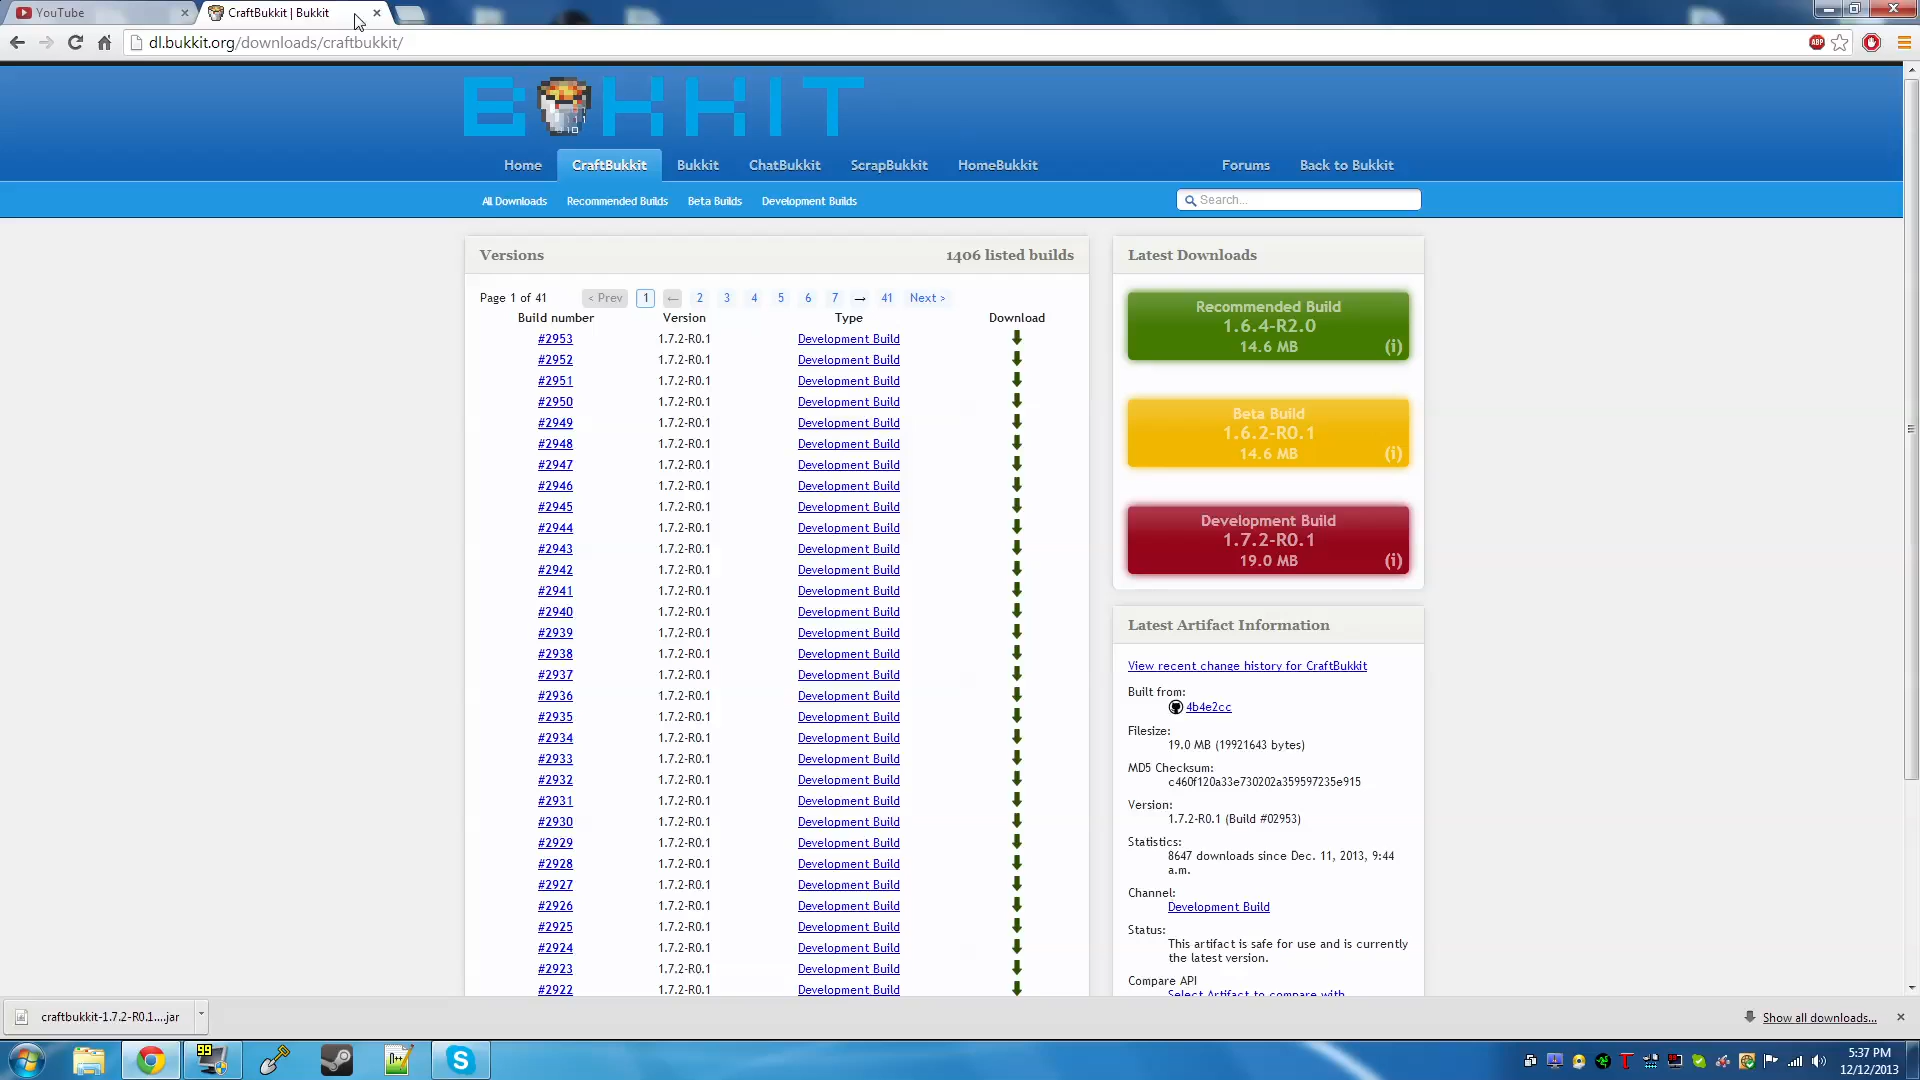 YouTube
CraftBukkit | Bukkit
dl.bukkit.org/downloads/craftbukkit/
ABP
BUKKIT
Home CraftBukkit Bukkit ChatBukkit ScrapBukkit HomeBukkit Forums Back to Bukkit
All Downloads Recommended Builds Beta Builds Development Builds Search...
Versions 1406 listed builds
Page 1 of 41 < Prev 1 ← 2 3 4 5 6 7 → 41 Next >
Build number Version Type Download
#2953 1.7.2-R0.1 Development Build
#2952 1.7.2-R0.1 Development Build
#2951 1.7.2-R0.1 Development Build
#2950 1.7.2-R0.1 Development Build
#2949 1.7.2-R0.1 Development Build
#2948 1.7.2-R0.1 Development Build
#2947 1.7.2-R0.1 Development Build
#2946 1.7.2-R0.1 Development Build
#2945 1.7.2-R0.1 Development Build
#2944 1.7.2-R0.1 Development Build
#2943 1.7.2-R0.1 Development Build
#2942 1.7.2-R0.1 Development Build
#2941 1.7.2-R0.1 Development Build
#2940 1.7.2-R0.1 Development Build
#2939 1.7.2-R0.1 Development Build
#2938 1.7.2-R0.1 Development Build
#2937 1.7.2-R0.1 Development Build
#2936 1.7.2-R0.1 Development Build
#2935 1.7.2-R0.1 Development Build
#2934 1.7.2-R0.1 Development Build
#2933 1.7.2-R0.1 Development Build
#2932 1.7.2-R0.1 Development Build
#2931 1.7.2-R0.1 Development Build
#2930 1.7.2-R0.1 Development Build
#2929 1.7.2-R0.1 Development Build
#2928 1.7.2-R0.1 Development Build
#2927 1.7.2-R0.1 Development Build
#2926 1.7.2-R0.1 Development Build
#2925 1.7.2-R0.1 Development Build
#2924 1.7.2-R0.1 Development Build
#2923 1.7.2-R0.1 Development Build
#2922 1.7.2-R0.1 Development Build
Latest Downloads
Recommended Build
1.6.4-R2.0
14.6 MB (i)
Beta Build
1.6.2-R0.1
14.6 MB (i)
Development Build
1.7.2-R0.1
19.0 MB (i)
Latest Artifact Information
View recent change history for CraftBukkit
Built from:
4b4e2cc
Filesize:
19.0 MB (19921643 bytes)
MD5 Checksum:
c460f120a33e730202a359597235e915
Version:
1.7.2-R0.1 (Build #02953)
Statistics:
8647 downloads since Dec. 11, 2013, 9:44
a.m.
Channel:
Development Build
Status:
This artifact is safe for use and is currently
the latest version.
Compare API
Select Artifact to compare with
craftbukkit-1.7.2-R0.1....jar
Show all downloads...
99
n++
5:37 PM
12/12/2013